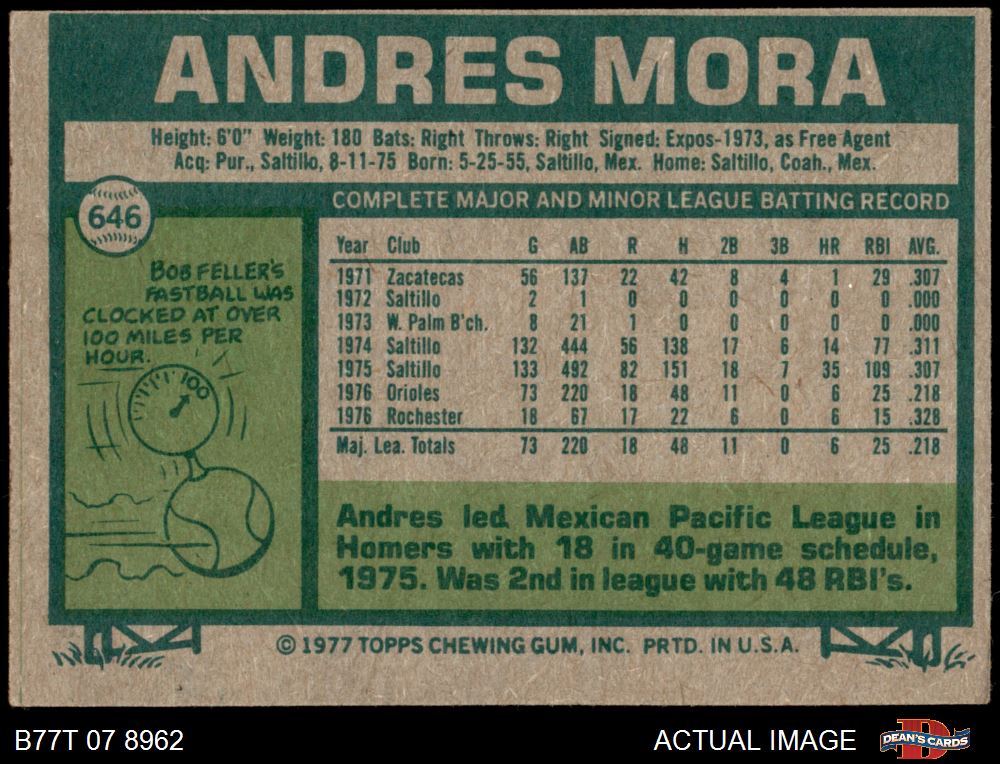 ANDRES MORA
Height: 6'0" Weight: 180 Bats: Right Throws: Right Signed: Expos-1973, as Free Agent
Acq: Pur., Saltillo, 8-11-75 Born: 5-25-55, Saltillo, Mex. Home: Saltillo, Coah., Mex.
646
BOB FELLER'S
FASTBALL WAS
CLOCKED AT OVER
100 MILES PER
HOUR.
100
COMPLETE MAJOR AND MINOR LEAGUE BATTING RECORD
Year Club G AB R H 2B 3B HR RBI AVG.
1971 Zacatecas 56 137 22 42 8 4 1 29 .307
1972 Saltillo 2 1 0 0 0 0 0 0 .000
1973 W. Palm B'ch. 8 21 1 0 0 0 0 0 .000
1974 Saltillo 132 444 56 138 17 6 14 77 .311
1975 Saltillo 133 492 82 151 18 7 35 109 .307
1976 Orioles 73 220 18 48 11 0 6 25 .218
1976 Rochester 18 67 17 22 6 0 6 15 .328
Maj. Lea. Totals 73 220 18 48 11 0 6 25 .218
Andres led Mexican Pacific League in
Homers with 18 in 40-game schedule,
1975. Was 2nd in league with 48 RBI's.
© 1977 TOPPS CHEWING GUM, INC. PRTD. IN U.S.A.
B77T 07 8962
ACTUAL IMAGE
D
DEAN'S CARDS